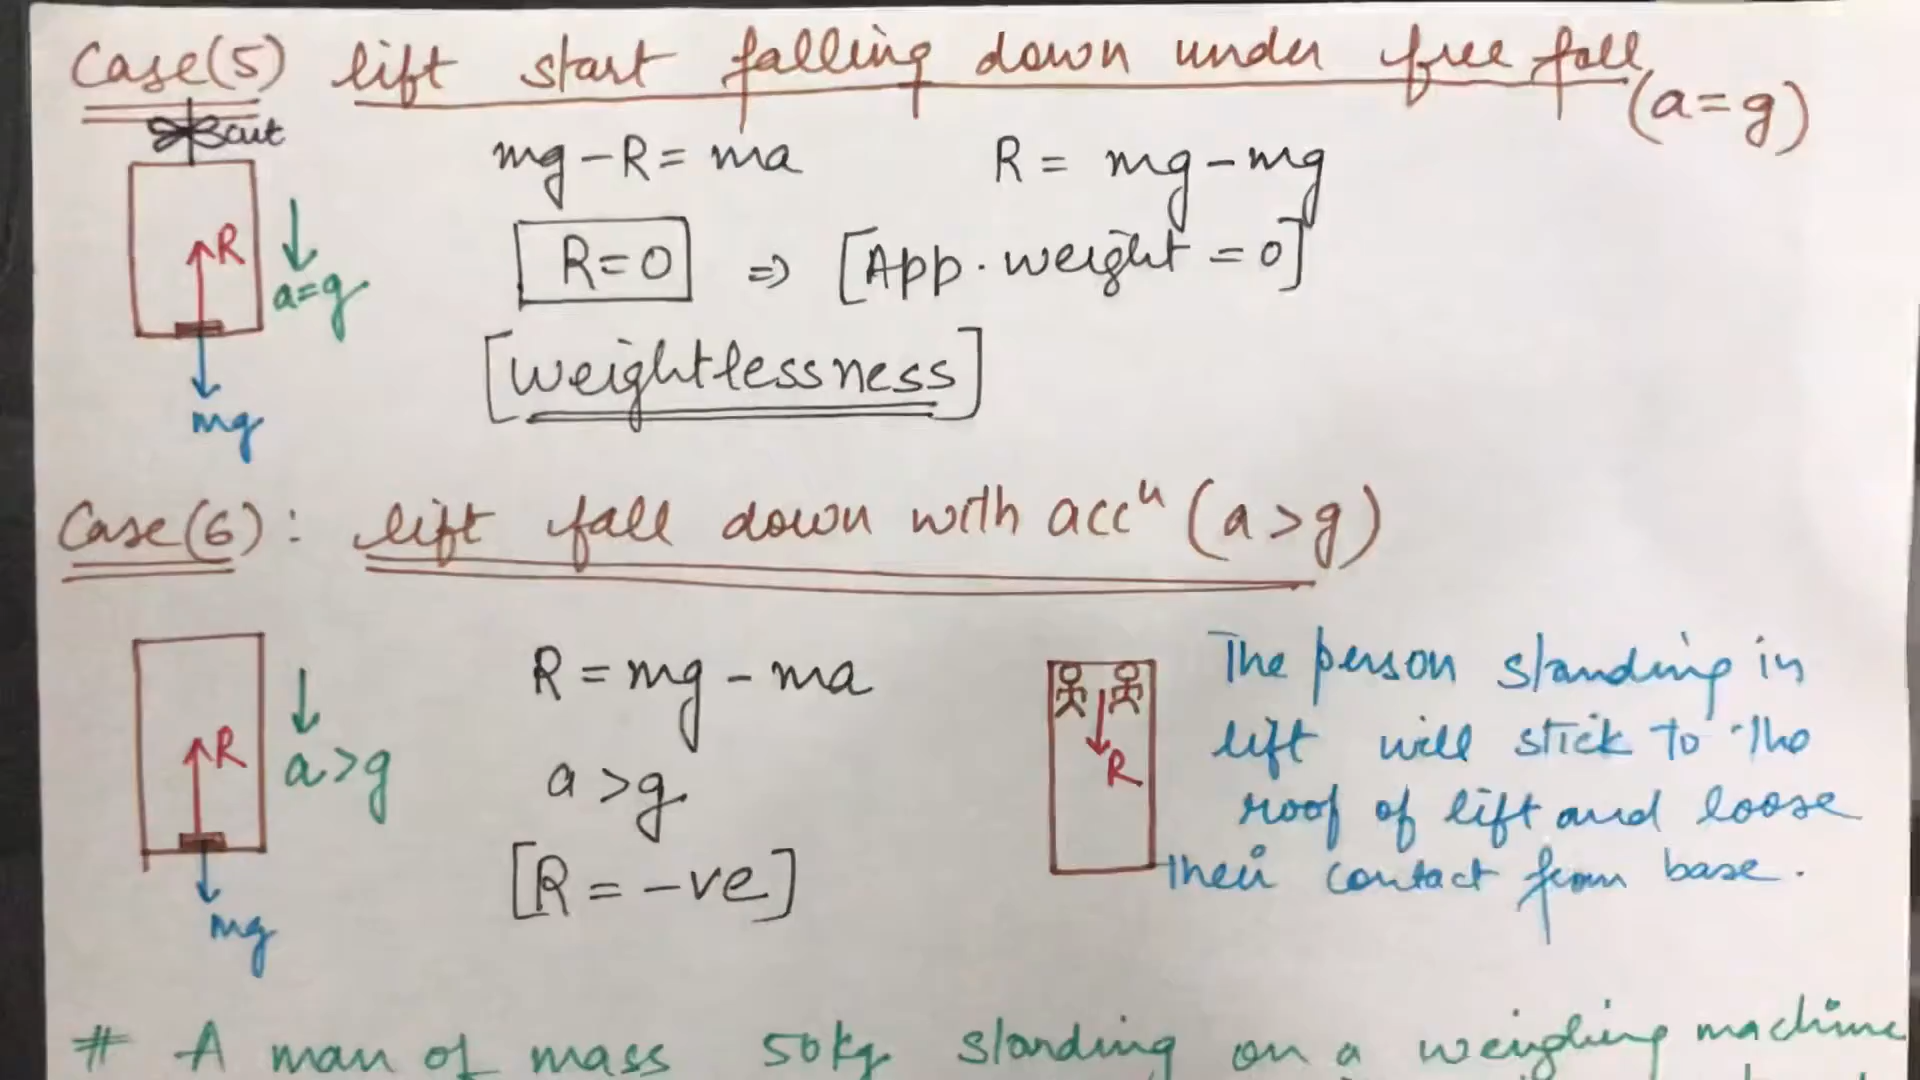 Case(5) lift start falling down under free fall
(a=g)
cut
mg-R=ma R= mg-mg
R
a=g
R=0 => [App. weight = 0]
[weightlessness]
mg
Case(6): lift fall down with accⁿ (a>g)
R
a>g
mg
R = mg - ma
a>g
[R = -ve]
R
The person standing in
lift will stick to the
roof of lift and loose
their contact from base.
# A man of mass 50kg standing on a weighing machine